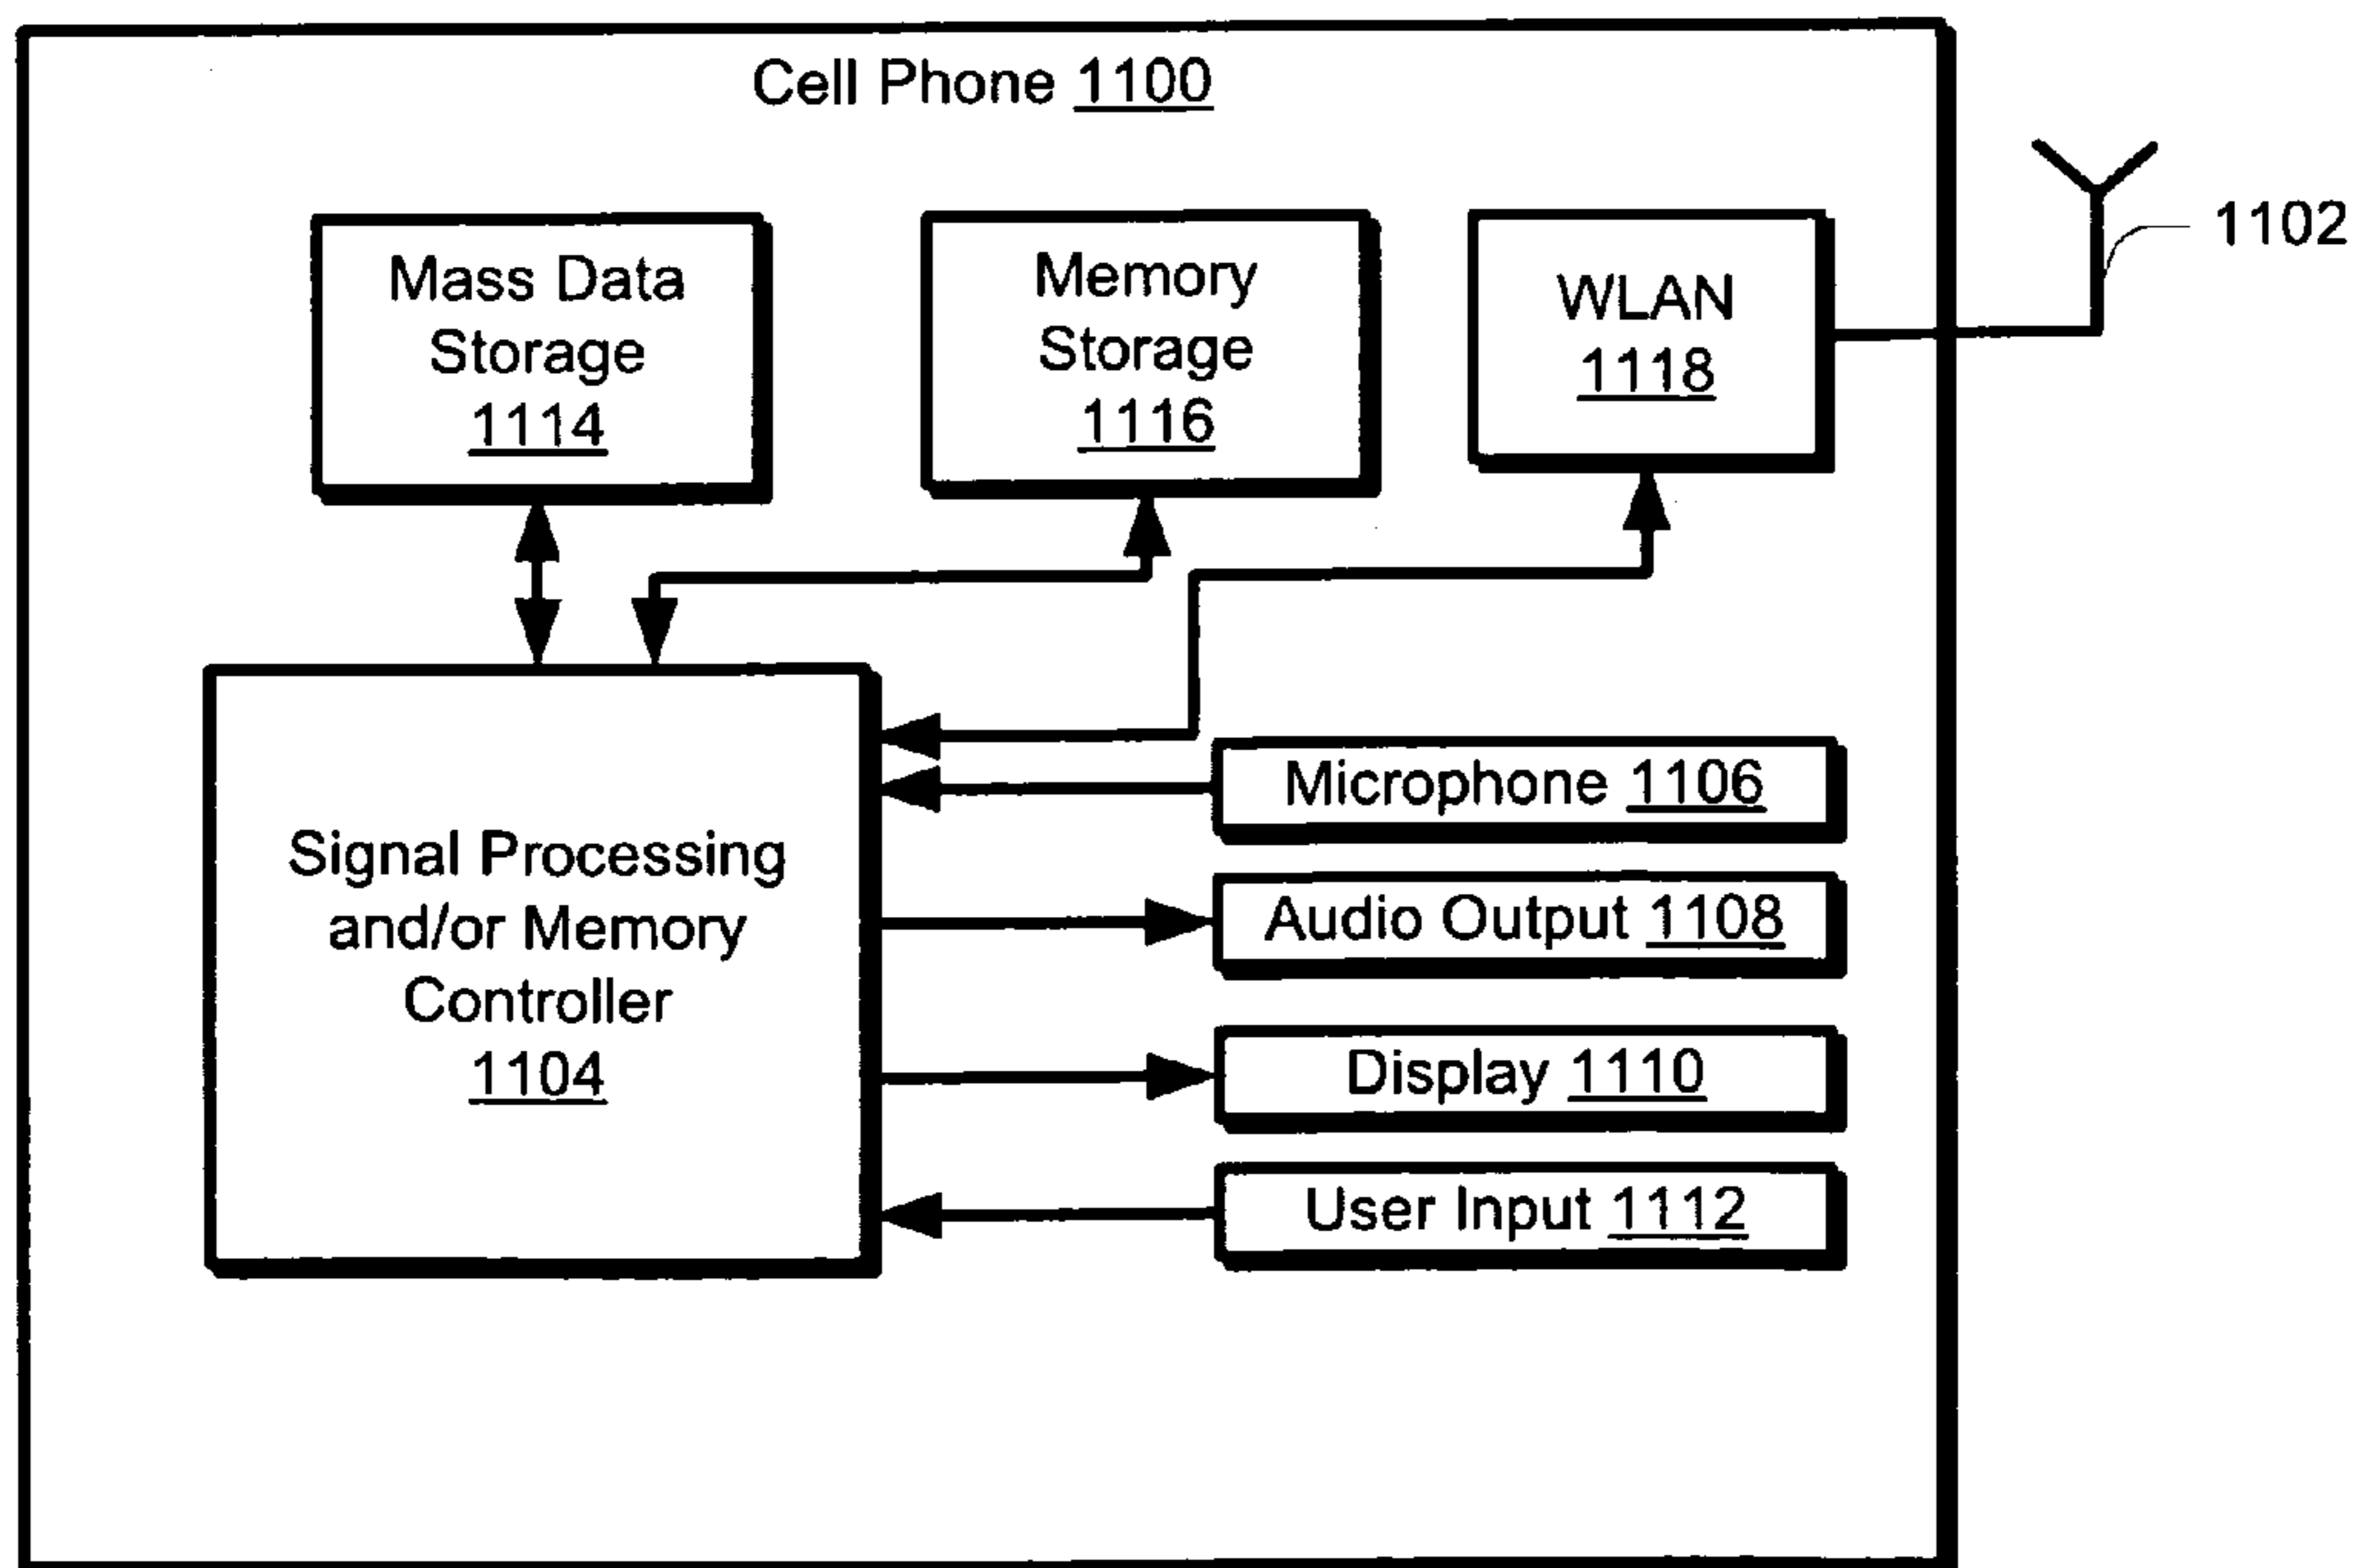 Cell Phone 1100
Mass Data
Storage
1114
Memory
Storage
1116
WLAN
1118
1102
Signal Processing
and/or Memory
Controller
1104
Microphone 1106
Audio Output 1108
Display 1110
User Input 1112